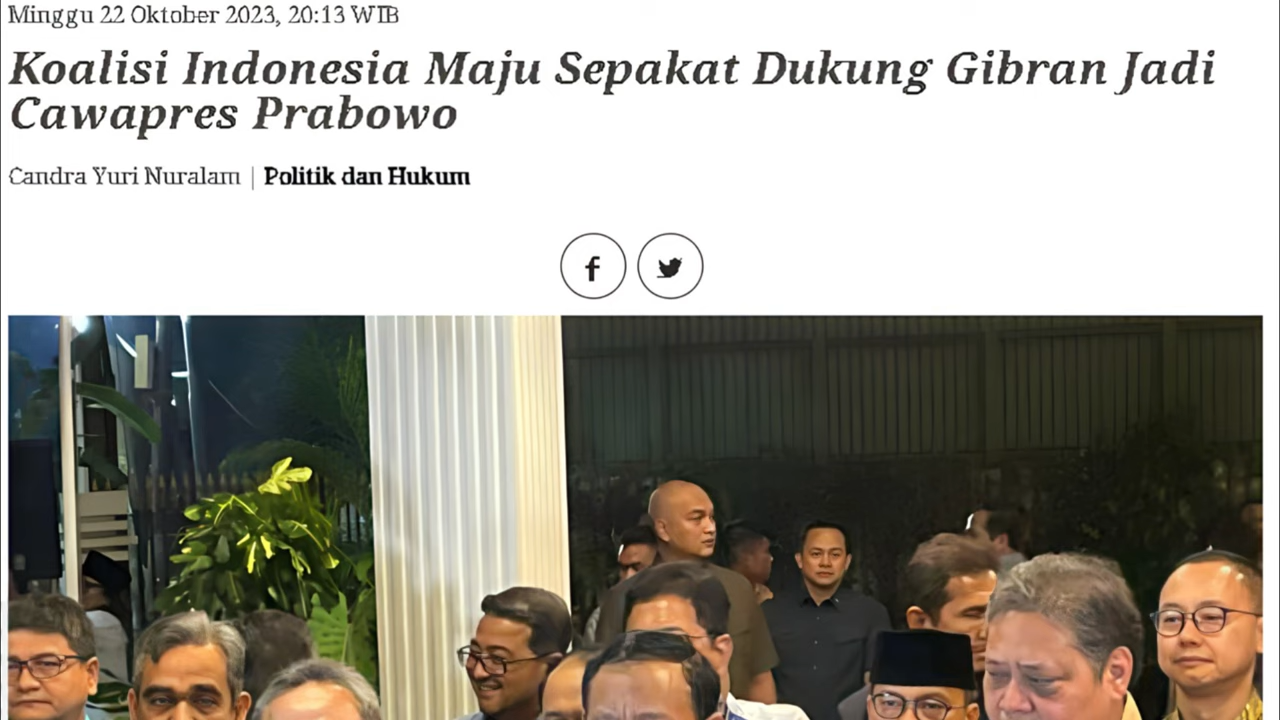 Minggu 22 Oktober 2023, 20:13 WIB
Koalisi Indonesia Maju Sepakat Dukung Gibran Jadi
Cawapres Prabowo
Candra Yuri Nuralam | Politik dan Hukum